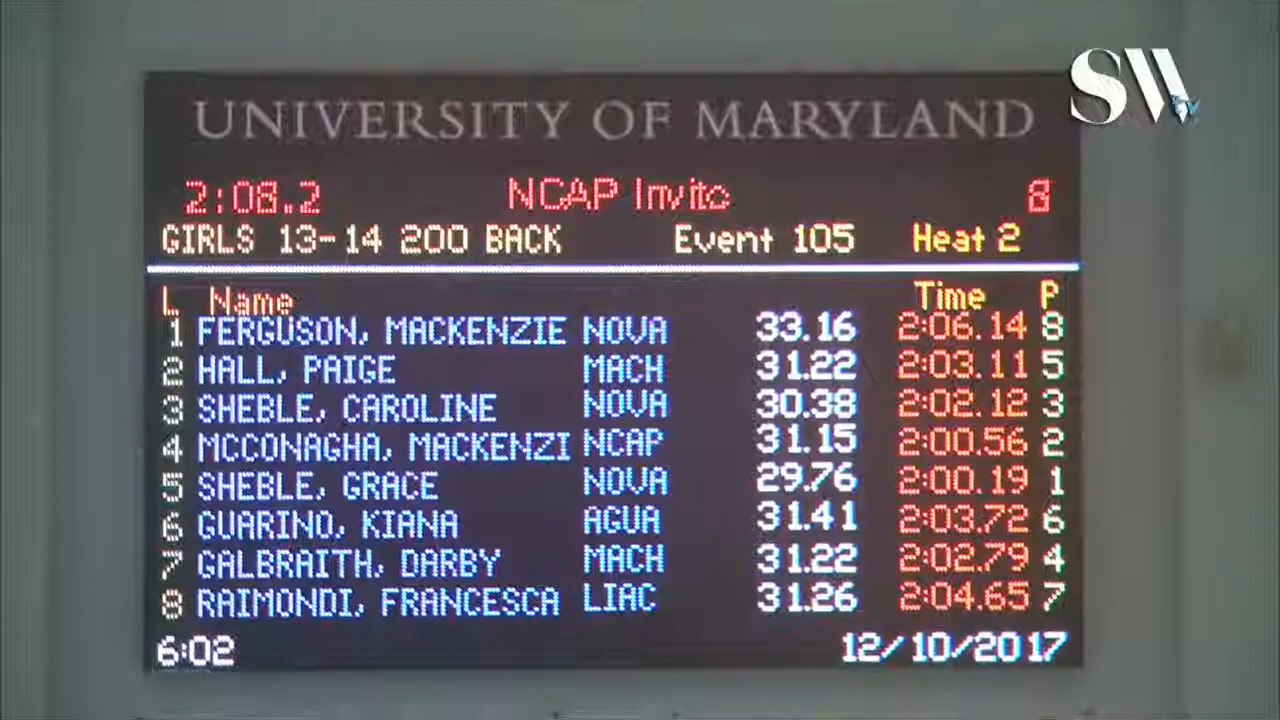 SW TV
UNIVERSITY OF MARYLAND
2:08.2 NCAP Invite 8
GIRLS 13-14 200 BACK Event 105 Heat 2
L Name Time P
1 FERGUSON, MACKENZIE NOVA 33.16 2:06.14 8
2 HALL, PAIGE MACH 31.22 2:03.11 5
3 SHEBLE, CAROLINE NOVA 30.38 2:02.12 3
4 MCCONAGHA, MACKENZI NCAP 31.15 2:00.56 2
5 SHEBLE, GRACE NOVA 29.76 2:00.19 1
6 GUARINO, KIANA AGUA 31.41 2:03.72 6
7 GALBRAITH, DARBY MACH 31.22 2:02.79 4
8 RAIMONDI, FRANCESCA LIAC 31.26 2:04.65 7
6:02 12/10/2017